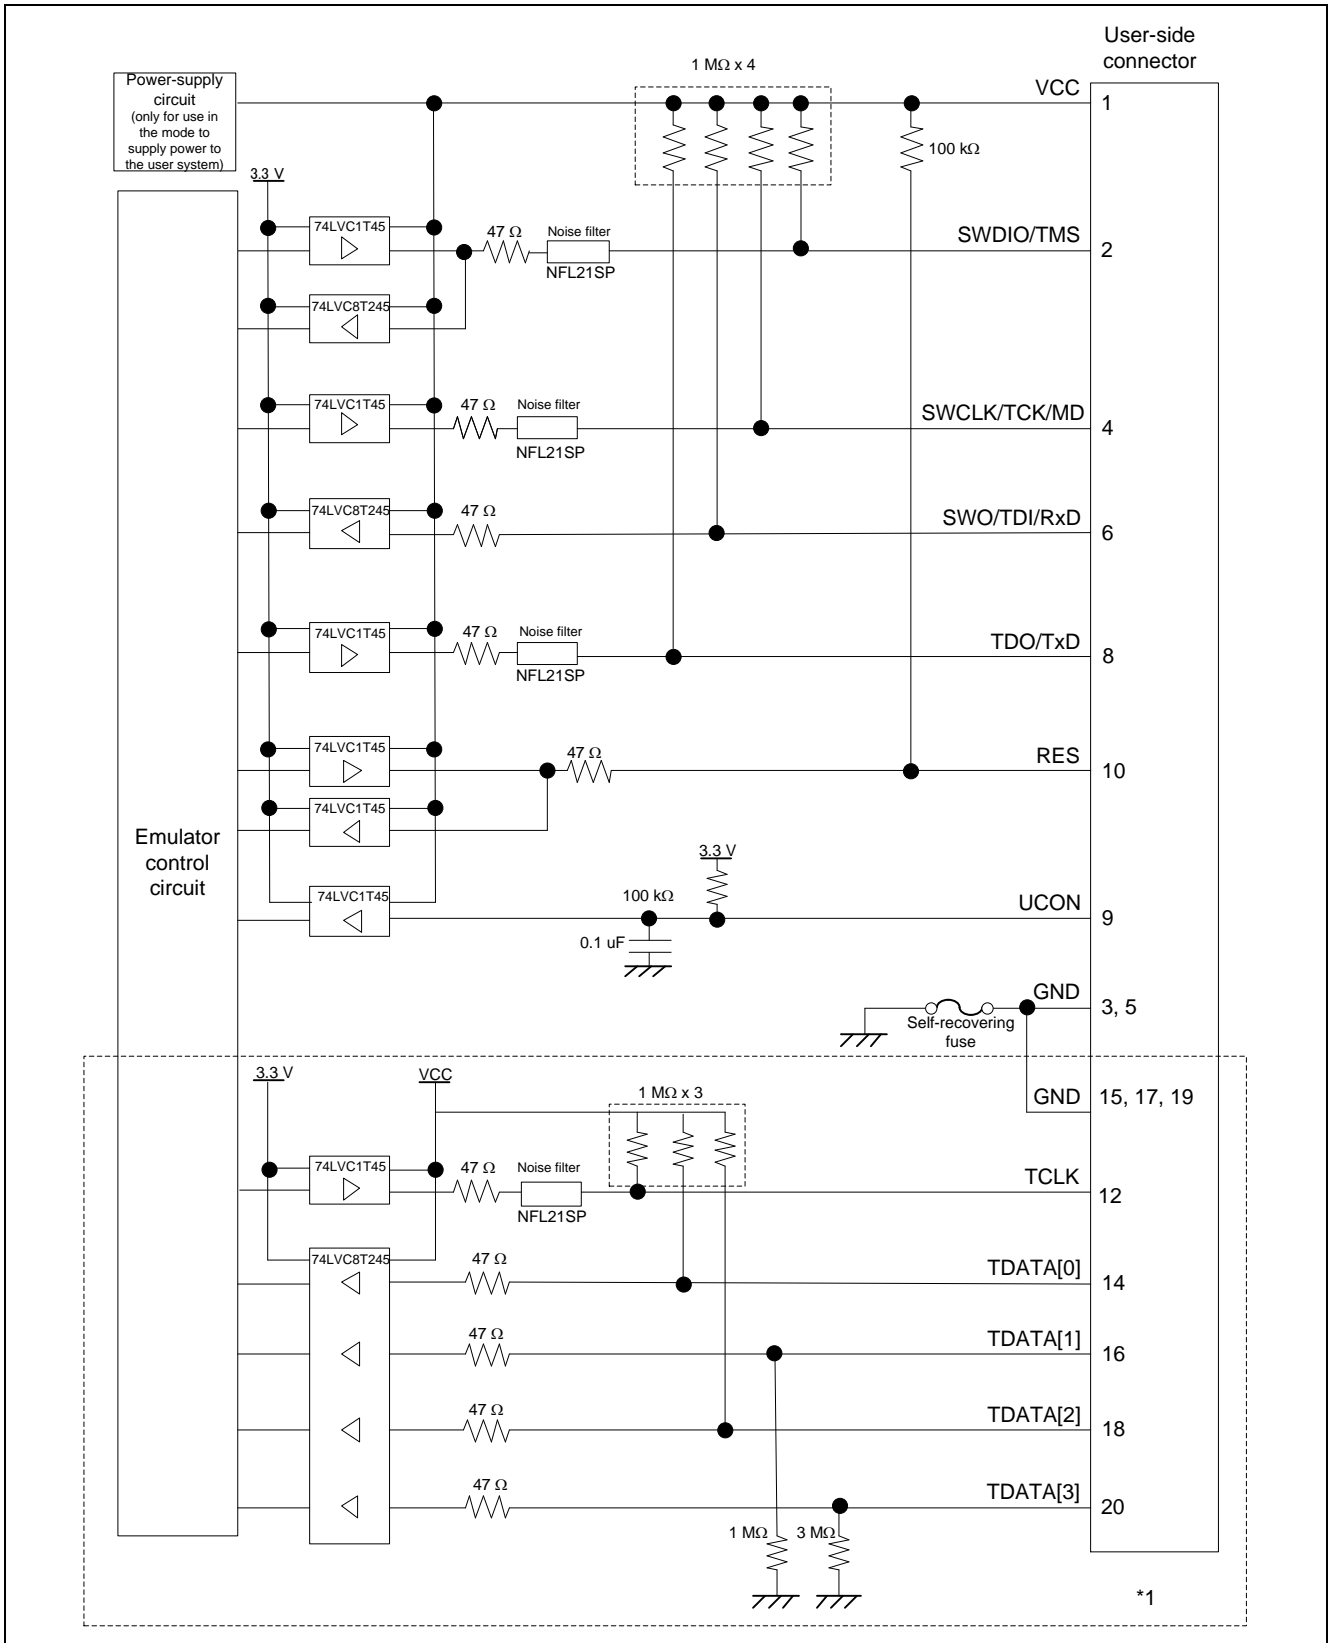 User-side
connector
Power-supply
circuit
(only for use in
the mode to
supply power to
the user system)
1 MΩ x 4
VCC
1
100 kΩ
3.3 V
74LVC1T45
47 Ω
Noise filter
NFL21SP
SWDIO/TMS
2
74LVC8T245
74LVC1T45
47 Ω
Noise filter
NFL21SP
SWCLK/TCK/MD
4
74LVC8T245
47 Ω
SWO/TDI/RxD
6
74LVC1T45
47 Ω
Noise filter
NFL21SP
TDO/TxD
8
74LVC1T45
47 Ω
RES
10
74LVC1T45
Emulator
control
circuit
3.3 V
74LVC1T45
100 kΩ
0.1 uF
UCON
9
GND
3, 5
Self-recovering
fuse
3.3 V
VCC
1 MΩ x 3
GND
15, 17, 19
74LVC1T45
47 Ω
Noise filter
NFL21SP
TCLK
12
74LVC8T245
47 Ω
TDATA[0]
14
47 Ω
TDATA[1]
16
47 Ω
TDATA[2]
18
47 Ω
TDATA[3]
20
1 MΩ
3 MΩ
*1